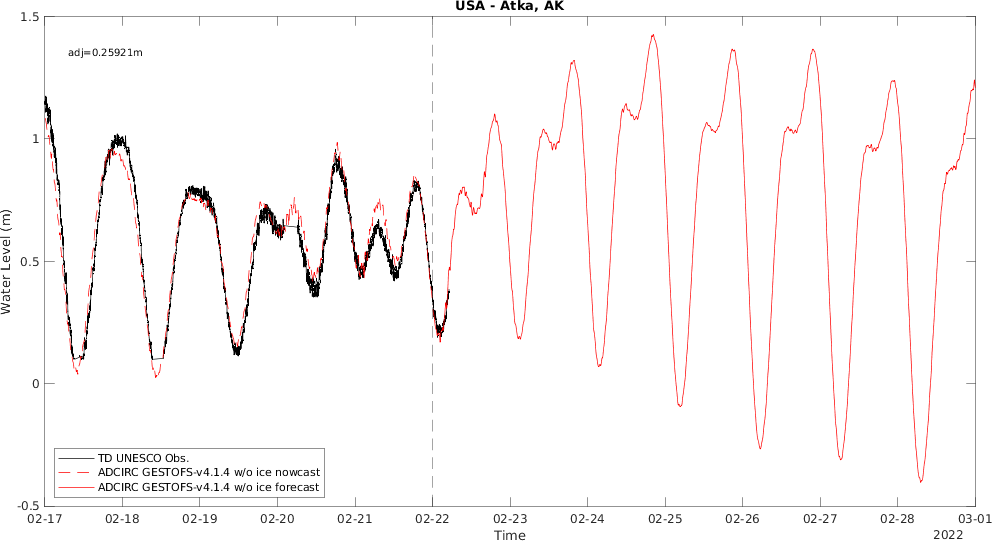 USA - Atka, AK
adj=0.25921m
Water Level (m)
1.5
1
0.5
0
-0.5
TD UNESCO Obs.
ADCIRC GESTOFS-v4.1.4 w/o ice nowcast
ADCIRC GESTOFS-v4.1.4 w/o ice forecast
02-17 02-18 02-19 02-20 02-21 02-22 02-23 02-24 02-25 02-26 02-27 02-28 03-01
Time
2022